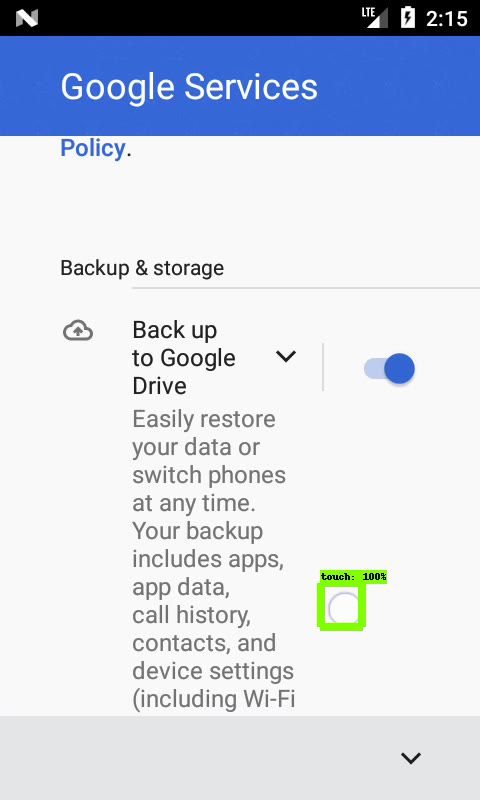 LTE 2:15
Google Services
Policy.
Backup & storage
Back up
to Google
Drive
Easily restore
your data or
switch phones
at any time.
Your backup
includes apps,
touch: 100%
app data,
call history,
contacts, and
device settings
(including Wi-Fi